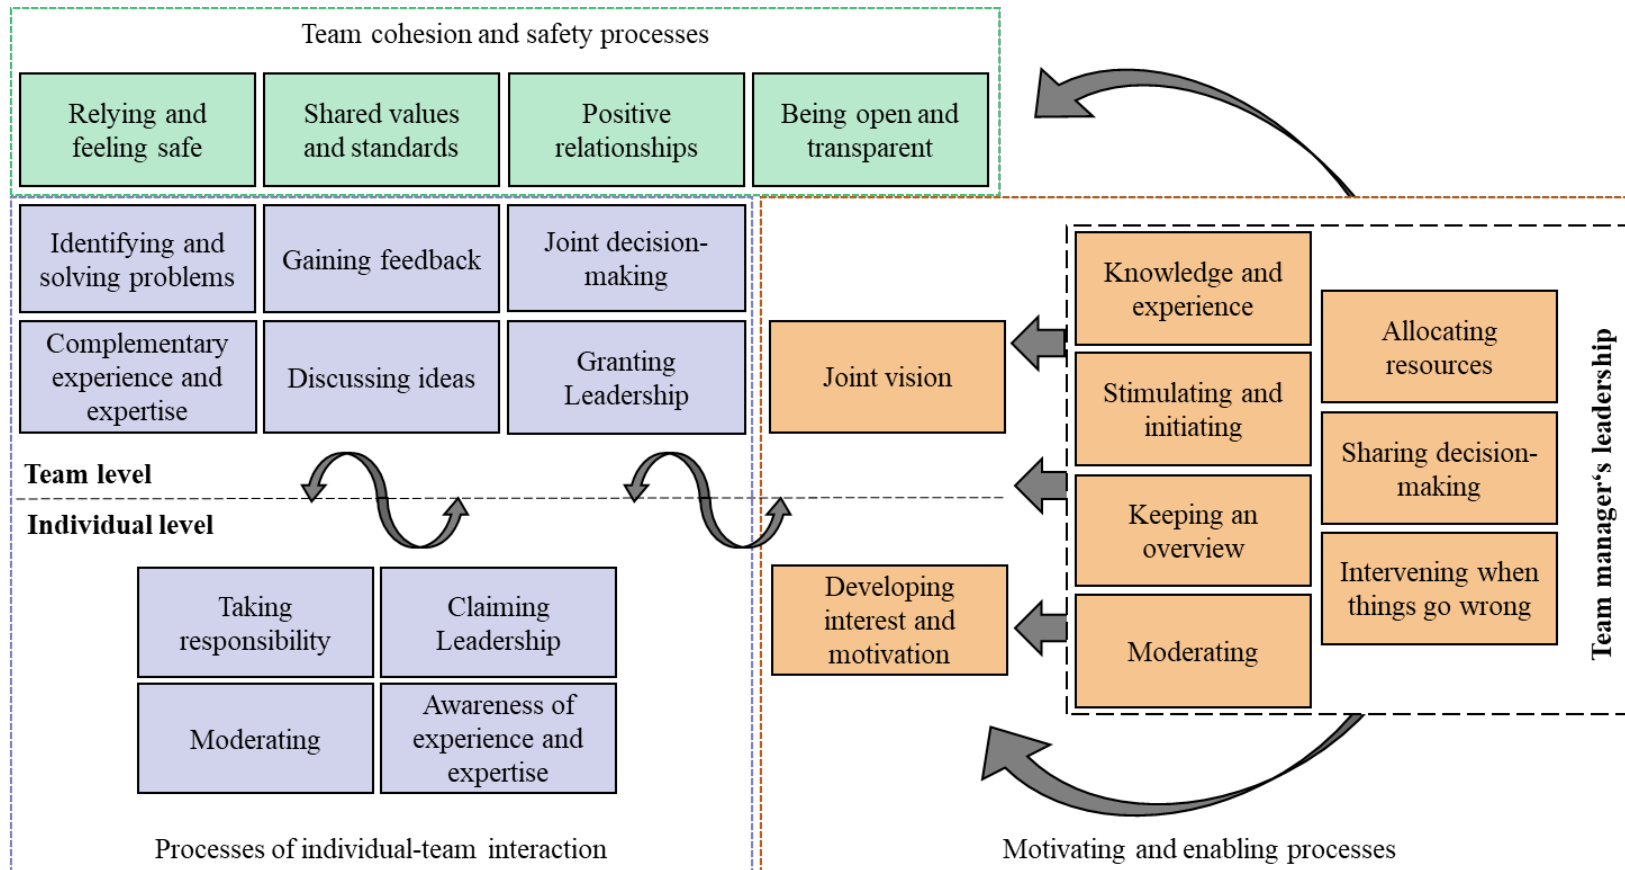 Team cohesion and safety processes
Relying and
feeling safe
Shared values
and standards
Positive
relationships
Being open and
transparent
Identifying and
solving problems
Gaining feedback
Joint decision-
making
Complementary
experience and
expertise
Discussing ideas
Granting
Leadership
Team level
Individual level
Taking
responsibility
Claiming
Leadership
Moderating
Awareness of
experience and
expertise
Processes of individual-team interaction
Joint vision
Developing
interest and
motivation
Knowledge and
experience
Stimulating and
initiating
Keeping an
overview
Moderating
Allocating
resources
Sharing decision-
making
Intervening when
things go wrong
Team manager‘s leadership
Motivating and enabling processes